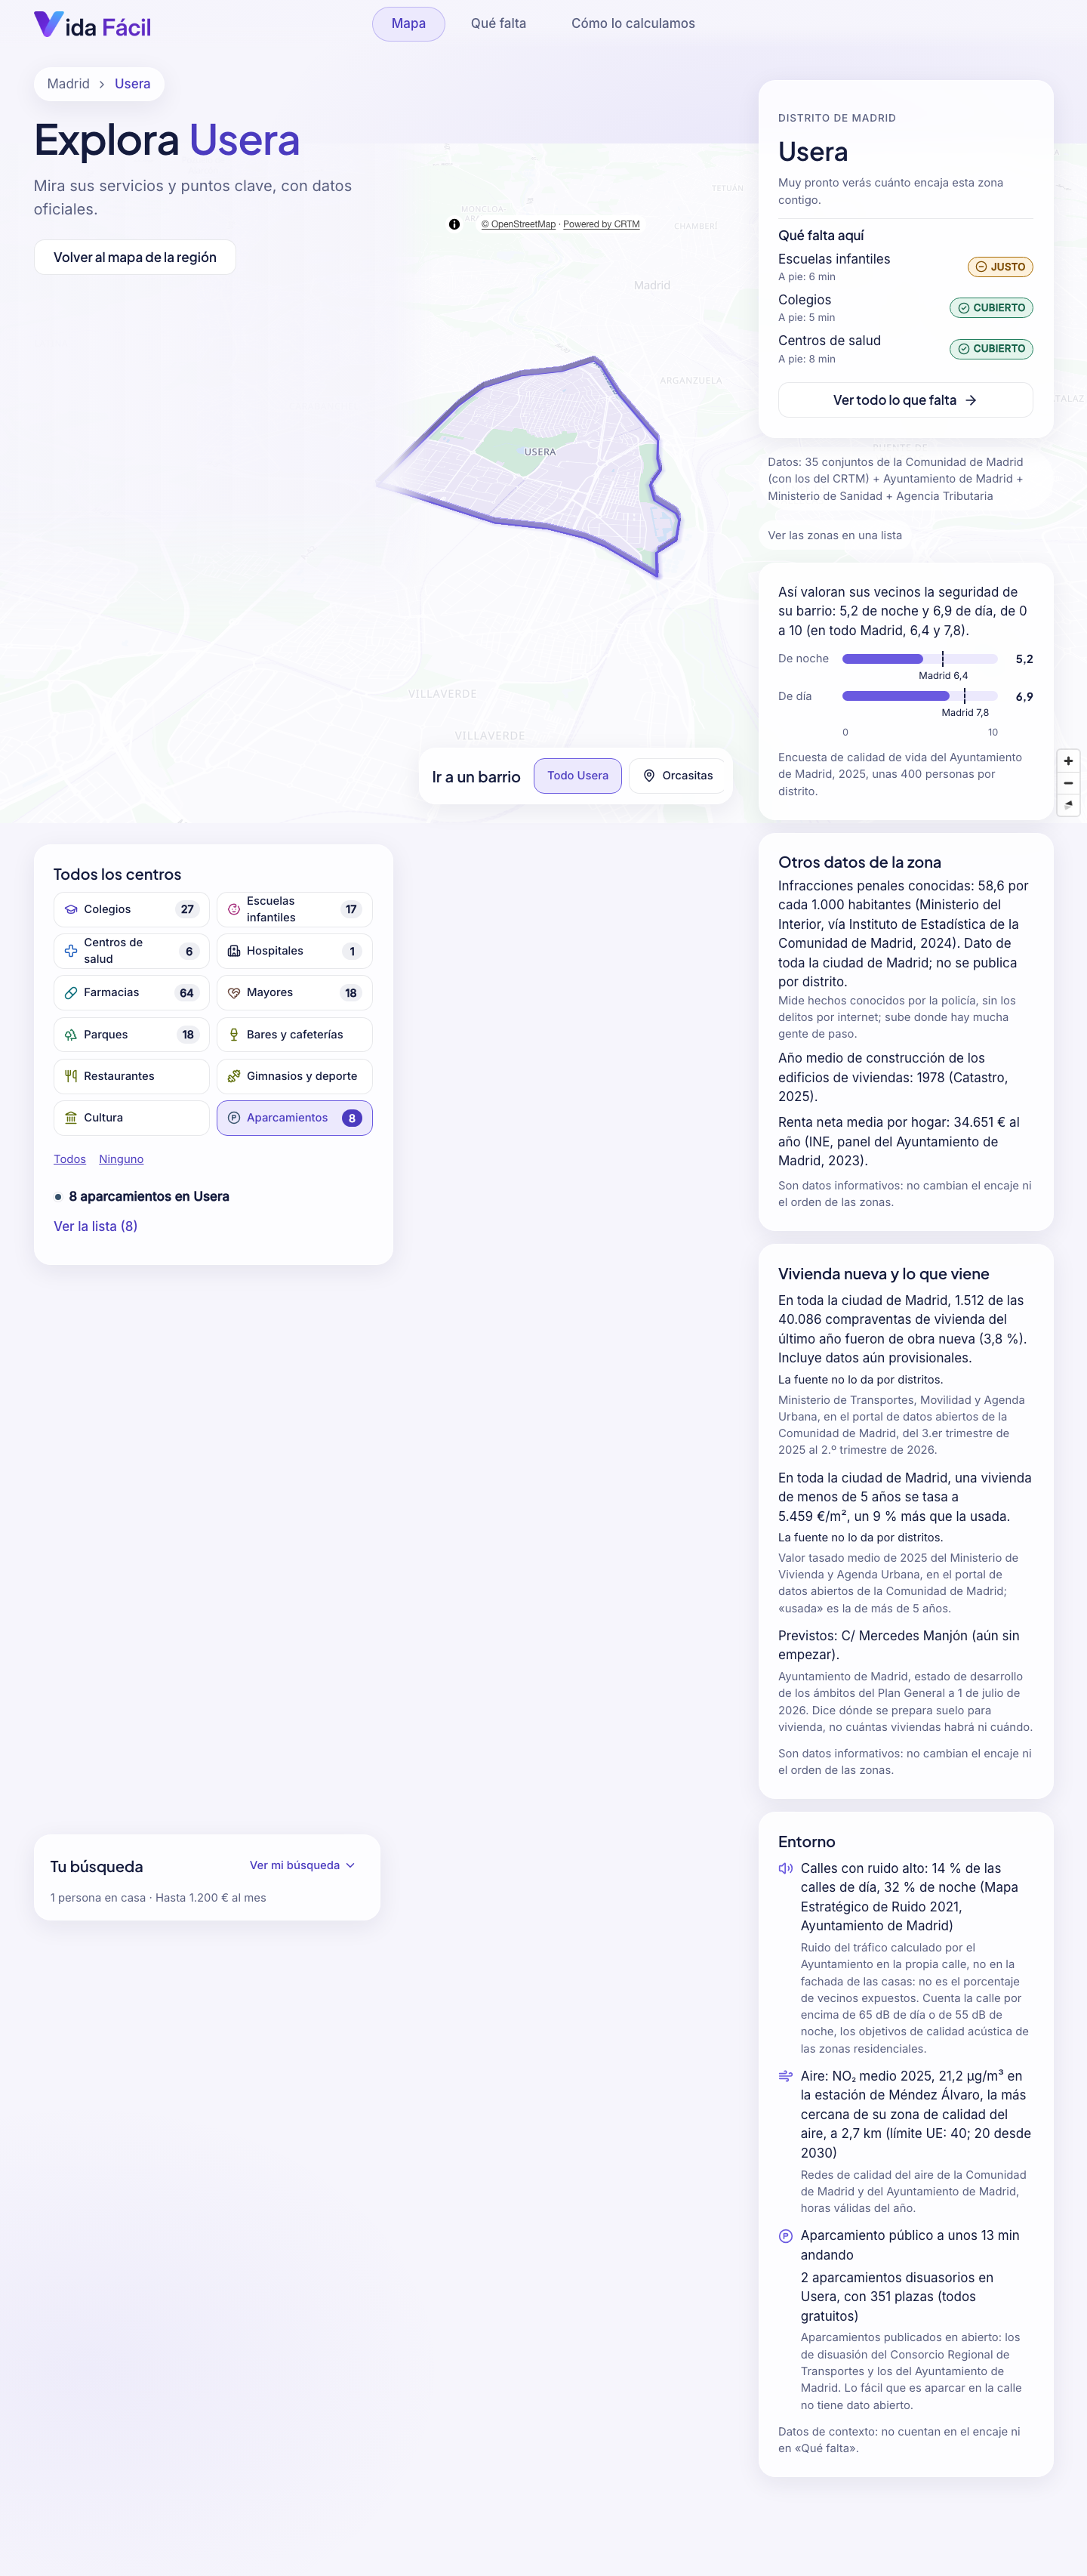 Vida Fácil
Mapa
Qué falta
Cómo lo calculamos
Madrid > Usera
Explora Usera
Mira sus servicios y puntos clave, con datos
oficiales.
Volver al mapa de la región
TETUÁN
MONCLOA
© OpenStreetMap · Powered by CRTM
CHAMBERÍ
Madrid
ARGANZUELA
USERA
VILLAVERDE
VILLAVERDE
Ir a un barrio
Todo Usera
Orcasitas
DISTRITO DE MADRID
Usera
Muy pronto verás cuánto encaja esta zona
contigo.
Qué falta aquí
Escuelas infantiles
A pie: 6 min
JUSTO
Colegios
A pie: 5 min
CUBIERTO
Centros de salud
A pie: 8 min
CUBIERTO
Ver todo lo que falta →
Datos: 35 conjuntos de la Comunidad de Madrid
(con los del CRTM) + Ayuntamiento de Madrid +
Ministerio de Sanidad + Agencia Tributaria
Ver las zonas en una lista
Así valoran sus vecinos la seguridad de
su barrio: 5,2 de noche y 6,9 de día, de 0
a 10 (en todo Madrid, 6,4 y 7,8).
De noche
5,2
Madrid 6,4
De día
6,9
Madrid 7,8
0
10
Encuesta de calidad de vida del Ayuntamiento
de Madrid, 2025, unas 400 personas por
distrito.
Todos los centros
Colegios 27
Escuelas
infantiles 17
Centros de
salud 6
Hospitales 1
Farmacias 64
Mayores 18
Parques 18
Bares y cafeterías
Restaurantes
Gimnasios y deporte
Cultura
Aparcamientos 8
Todos
Ninguno
8 aparcamientos en Usera
Ver la lista (8)
Otros datos de la zona
Infracciones penales conocidas: 58,6 por
cada 1.000 habitantes (Ministerio del
Interior, vía Instituto de Estadística de la
Comunidad de Madrid, 2024). Dato de
toda la ciudad de Madrid; no se publica
por distrito.
Mide hechos conocidos por la policía, sin los
delitos por internet; sube donde hay mucha
gente de paso.
Año medio de construcción de los
edificios de viviendas: 1978 (Catastro,
2025).
Renta neta media por hogar: 34.651 € al
año (INE, panel del Ayuntamiento de
Madrid, 2023).
Son datos informativos: no cambian el encaje ni
el orden de las zonas.
Vivienda nueva y lo que viene
En toda la ciudad de Madrid, 1.512 de las
40.086 compraventas de vivienda del
último año fueron de obra nueva (3,8 %).
Incluye datos aún provisionales.
La fuente no lo da por distritos.
Ministerio de Transportes, Movilidad y Agenda
Urbana, en el portal de datos abiertos de la
Comunidad de Madrid, del 3.er trimestre de
2025 al 2.º trimestre de 2026.
En toda la ciudad de Madrid, una vivienda
de menos de 5 años se tasa a
5.459 €/m², un 9 % más que la usada.
La fuente no lo da por distritos.
Valor tasado medio de 2025 del Ministerio de
Vivienda y Agenda Urbana, en el portal de
datos abiertos de la Comunidad de Madrid;
«usada» es la de más de 5 años.
Previstos: C/ Mercedes Manjón (aún sin
empezar).
Ayuntamiento de Madrid, estado de desarrollo
de los ámbitos del Plan General a 1 de julio de
2026. Dice dónde se prepara suelo para
vivienda, no cuántas viviendas habrá ni cuándo.
Son datos informativos: no cambian el encaje ni
el orden de las zonas.
Tu búsqueda
Ver mi búsqueda
1 persona en casa · Hasta 1.200 € al mes
Entorno
Calles con ruido alto: 14 % de las
calles de día, 32 % de noche (Mapa
Estratégico de Ruido 2021,
Ayuntamiento de Madrid)
Ruido del tráfico calculado por el
Ayuntamiento en la propia calle, no en la
fachada de las casas: no es el porcentaje
de vecinos expuestos. Cuenta la calle por
encima de 65 dB de día o de 55 dB de
noche, los objetivos de calidad acústica de
las zonas residenciales.
Aire: NO₂ medio 2025, 21,2 µg/m³ en
la estación de Méndez Álvaro, la más
cercana de su zona de calidad del
aire, a 2,7 km (límite UE: 40; 20 desde
2030)
Redes de calidad del aire de la Comunidad
de Madrid y del Ayuntamiento de Madrid,
horas válidas del año.
Aparcamiento público a unos 13 min
andando
2 aparcamientos disuasorios en
Usera, con 351 plazas (todos
gratuitos)
Aparcamientos publicados en abierto: los
de disuasión del Consorcio Regional de
Transportes y los del Ayuntamiento de
Madrid. Lo fácil que es aparcar en la calle
no tiene dato abierto.
Datos de contexto: no cuentan en el encaje ni
en «Qué falta».